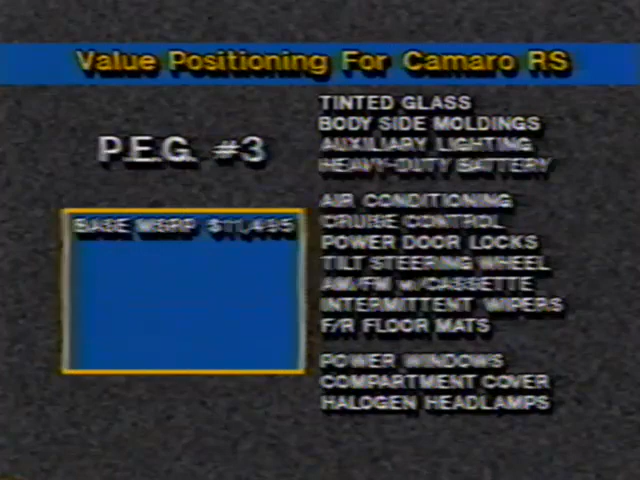 Value Positioning For Camaro RS
P.E.G. #3
BASE MSRP $11,495
TINTED GLASS
BODY SIDE MOLDINGS
AUXILIARY LIGHTING
HEAVY-DUTY BATTERY
AIR CONDITIONING
CRUISE CONTROL
POWER DOOR LOCKS
TILT STEERING WHEEL
AM/FM w/CASSETTE
INTERMITTENT WIPERS
F/R FLOOR MATS
POWER WINDOWS
COMPARTMENT COVER
HALOGEN HEADLAMPS